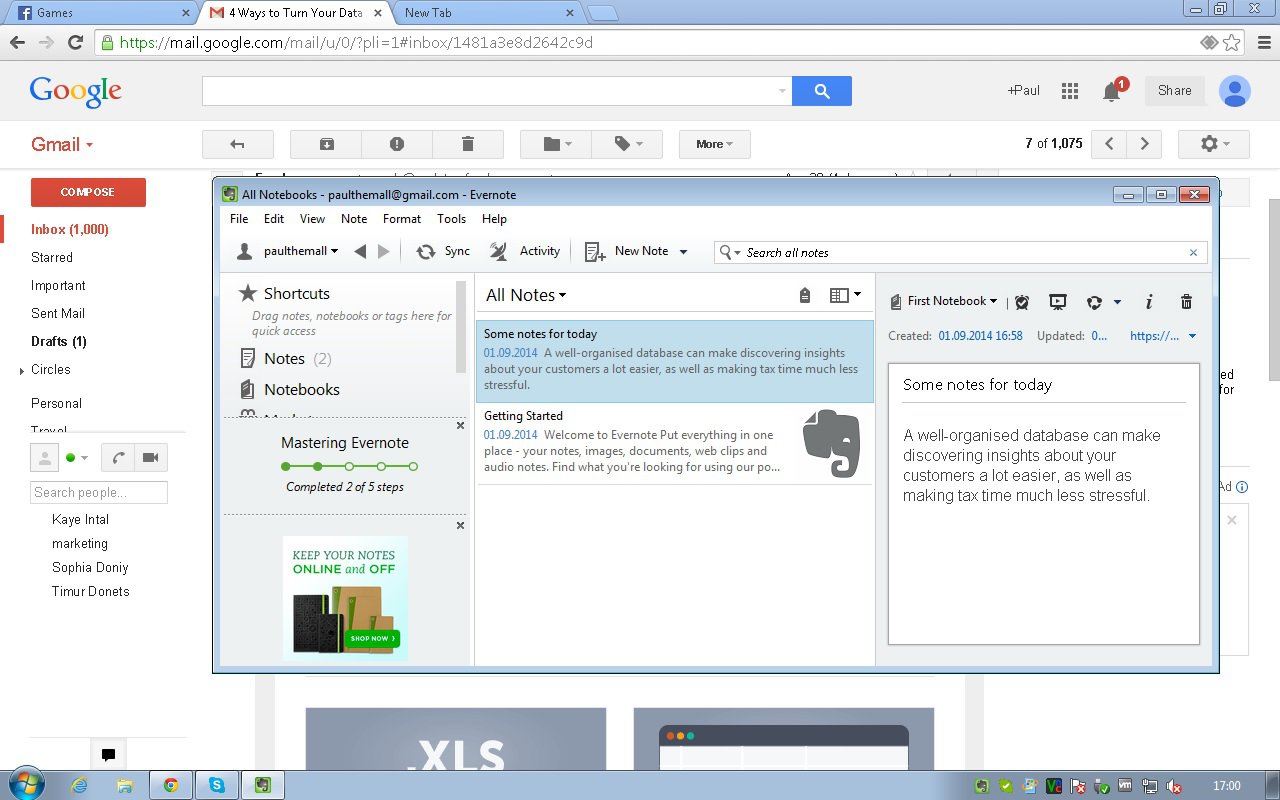 Games
4 Ways to Turn Your Data
New Tab
https://mail.google.com/mail/u/0/?pli=1#inbox/1481a3e8d2642c9d
Google
+Paul
1
Share
Gmail
More
7 of 1,075
COMPOSE
Inbox (1,000)
Starred
Important
Sent Mail
Drafts (1)
Circles
Personal
Travel
Search people...
Kaye Intal
marketing
Sophia Doniy
Timur Donets
All Notebooks - paulthemall@gmail.com - Evernote
File Edit View Note Format Tools Help
paulthemall
Sync
Activity
New Note
Search all notes
Shortcuts
Drag notes, notebooks or tags here for
quick access
Notes (2)
Notebooks
Mastering Evernote
Completed 2 of 5 steps
KEEP YOUR NOTES
ONLINE and OFF
SHOP NOW >
All Notes
Some notes for today
01.09.2014 A well-organised database can make discovering insights
about your customers a lot easier, as well as making tax time much less
stressful.
Getting Started
01.09.2014 Welcome to Evernote Put everything in one
place - your notes, images, documents, web clips and
audio notes. Find what you're looking for using our po...
First Notebook
Created: 01.09.2014 16:58 Updated: 0... https://...
Some notes for today
A well-organised database can make
discovering insights about your
customers a lot easier, as well as
making tax time much less stressful.
for
Ad
.XLS
17:00